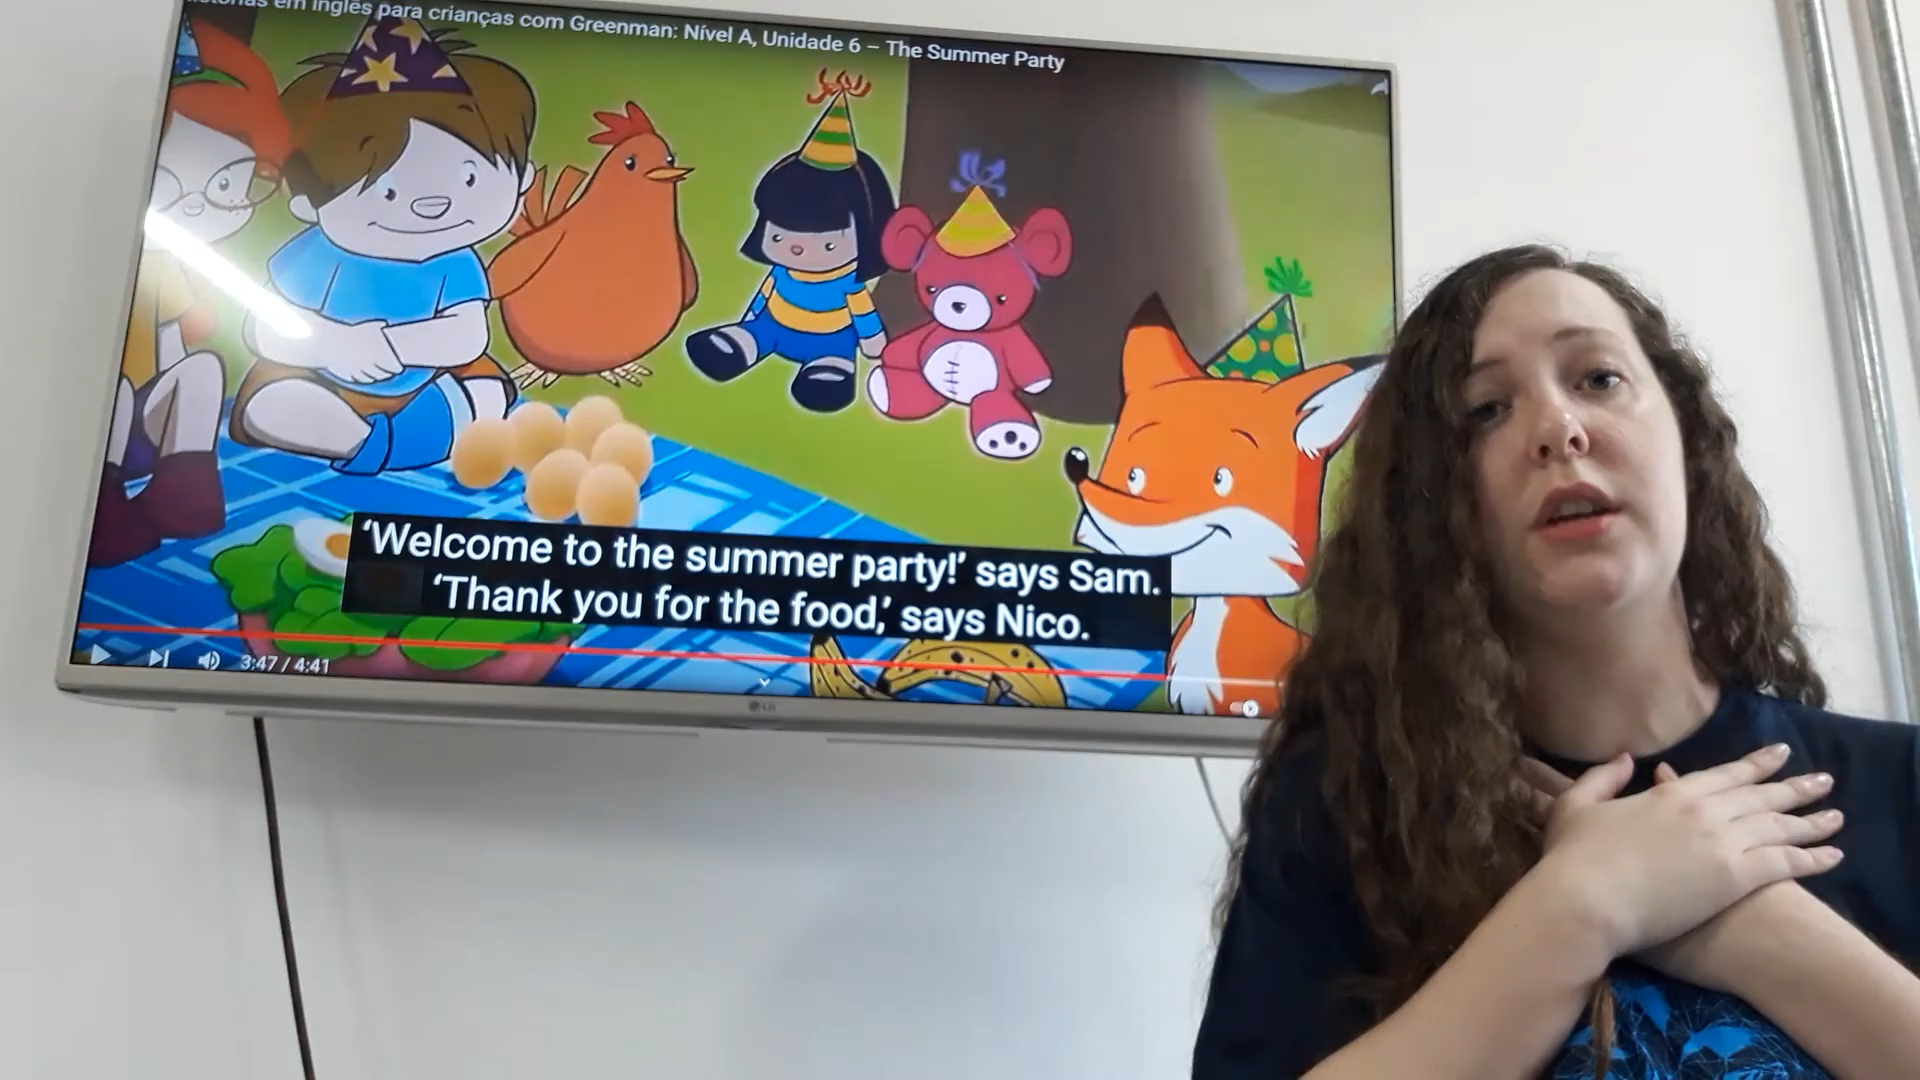 em inglês para crianças com Greenman: Nível A, Unidade 6 – The Summer Party
‘Welcome to the summer party!’ says Sam.
‘Thank you for the food,’ says Nico.
3:47 / 4:41
LG